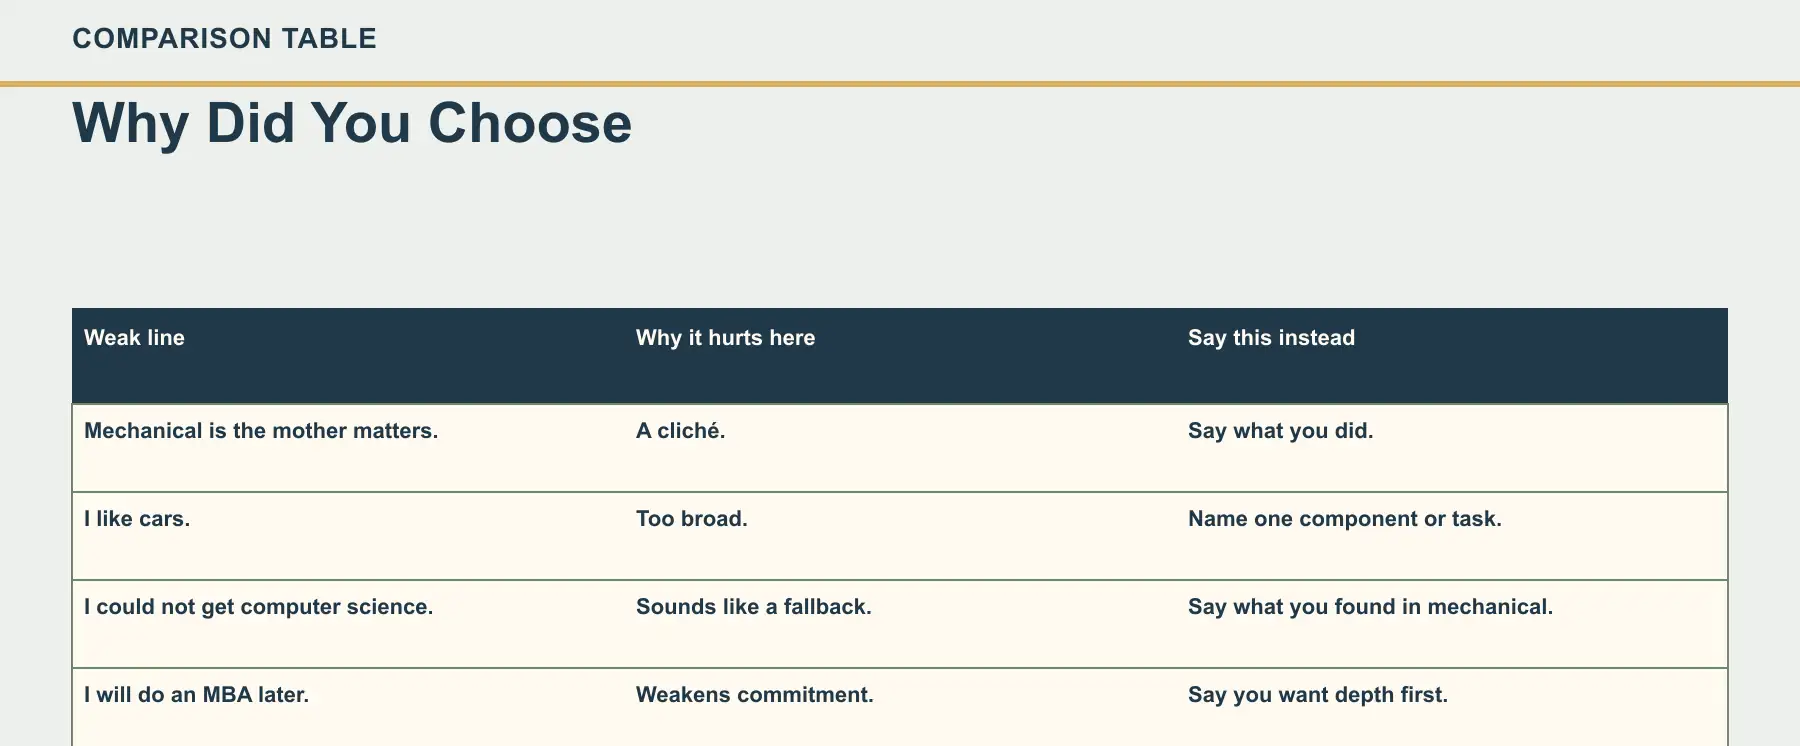 COMPARISON TABLE
Why Did You Choose
Weak line Why it hurts here Say this instead
Mechanical is the mother matters. A cliché. Say what you did.
I like cars. Too broad. Name one component or task.
I could not get computer science. Sounds like a fallback. Say what you found in mechanical.
I will do an MBA later. Weakens commitment. Say you want depth first.